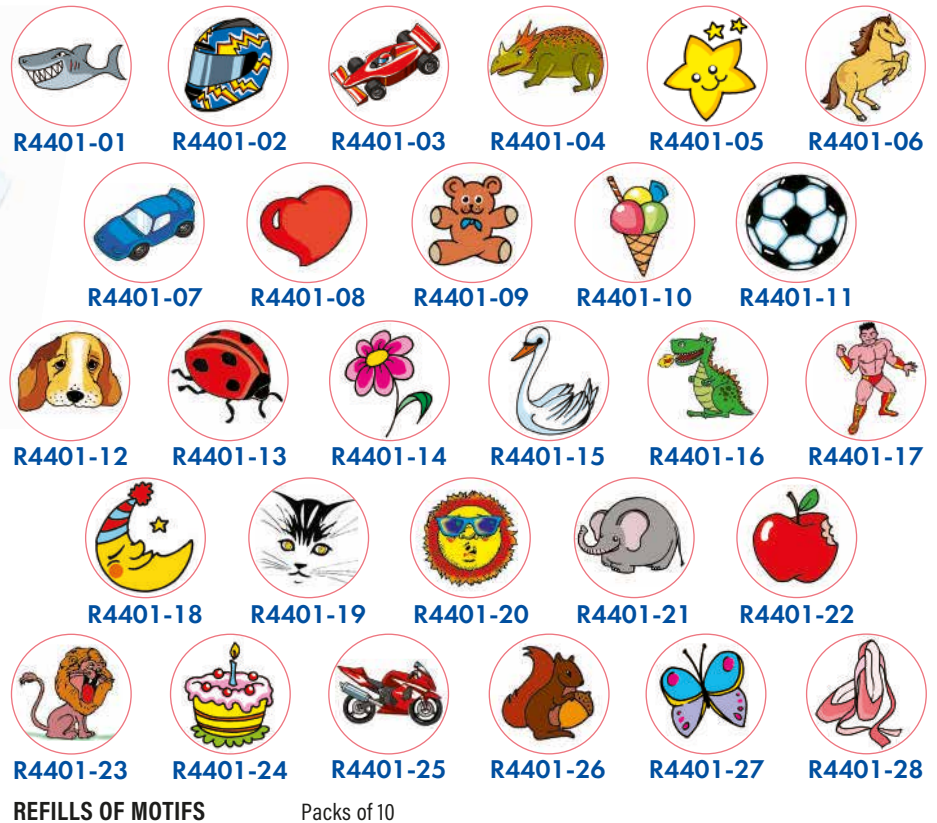 R4401-01 R4401-02 R4401-03 R4401-04 R4401-05 R4401-06
R4401-07 R4401-08 R4401-09 R4401-10 R4401-11
R4401-12 R4401-13 R4401-14 R4401-15 R4401-16 R4401-17
R4401-18 R4401-19 R4401-20 R4401-21 R4401-22
R4401-23 R4401-24 R4401-25 R4401-26 R4401-27 R4401-28
REFILLS OF MOTIFS Packs of 10